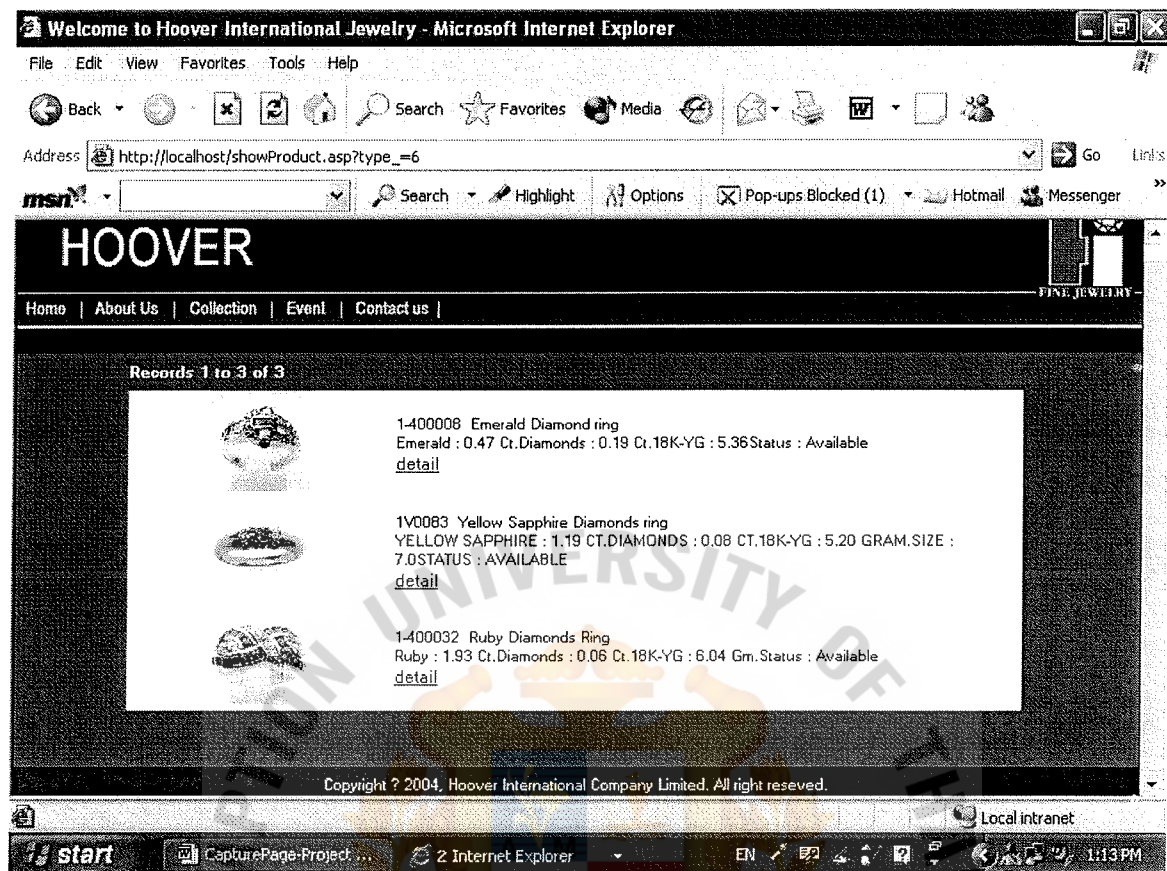 Welcome to Hoover International Jewelry - Microsoft Internet Explorer
File Edit View Favorites Tools Help
Back Search Favorites Media
Address http://localhost/showProduct.asp?type_=6 Go Links
msn Search Highlight Options Pop-ups Blocked (1) Hotmail Messenger
HOOVER
FINE JEWELRY
Home | About Us | Collection | Event | Contact us |
Records 1 to 3 of 3
1-400008 Emerald Diamond ring
Emerald : 0.47 Ct.Diamonds : 0.19 Ct.18K-YG : 5.36Status : Available
detail
1V0083 Yellow Sapphire Diamonds ring
YELLOW SAPPHIRE : 1.19 CT.DIAMONDS : 0.08 CT.18K-YG : 5.20 GRAM.SIZE :
7.0STATUS : AVAILABLE
detail
1-400032 Ruby Diamonds Ring
Ruby : 1.93 Ct.Diamonds : 0.06 Ct.18K-YG : 6.04 Gm.Status : Available
detail
UNIVERSITY OF
Copyright ? 2004, Hoover International Company Limited. All right reseved.
Local intranet
start CapturePage-Project ... 2 Internet Explorer EN 1:13 PM